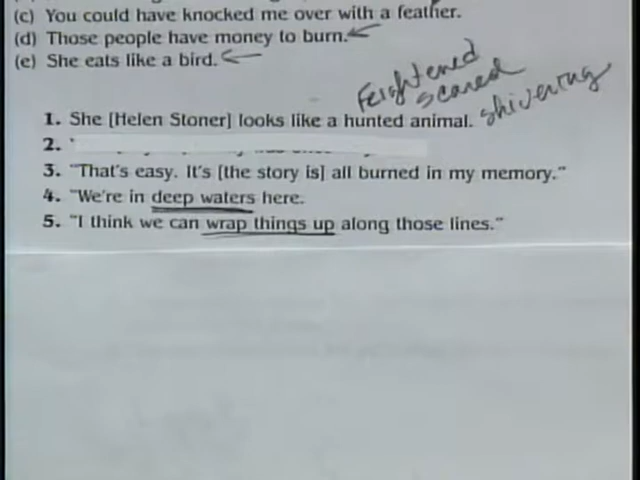 (c) You could have knocked me over with a feather.
(d) Those people have money to burn.
(e) She eats like a bird.
Feightened
scared
shivering
1. She [Helen Stoner] looks like a hunted animal.
2.
3. "That's easy. It's [the story is] all burned in my memory."
4. "We're in deep waters here.
5. "I think we can wrap things up along those lines."